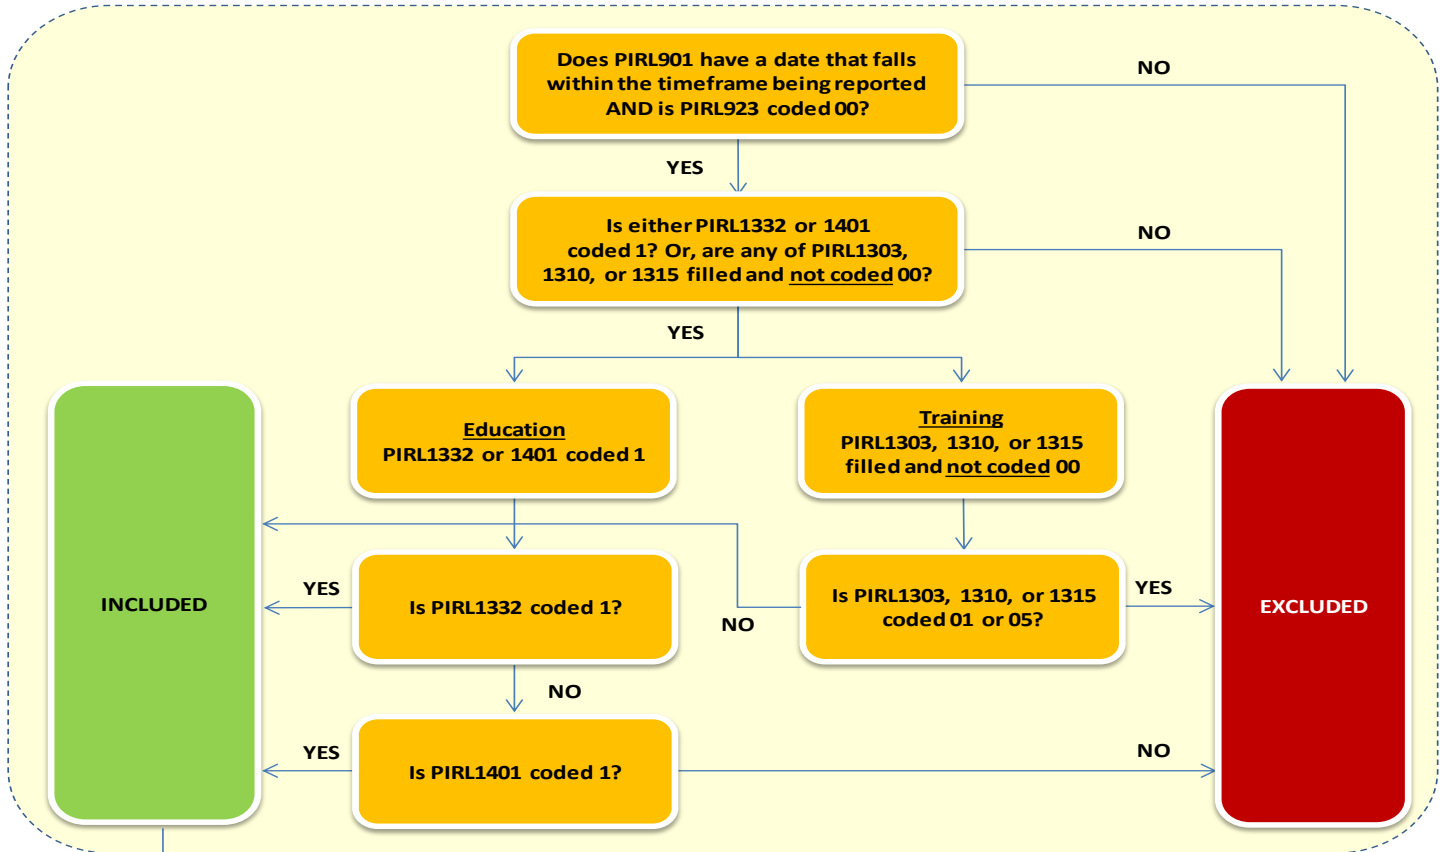 Does PIRL901 have a date that falls
within the timeframe being reported
AND is PIRL923 coded 00?
NO
YES
Is either PIRL1332 or 1401
coded 1? Or, are any of PIRL1303,
1310, or 1315 filled and not coded 00?
NO
YES
Education
PIRL1332 or 1401 coded 1
Training
PIRL1303, 1310, or 1315
filled and not coded 00
INCLUDED
YES
Is PIRL1332 coded 1?
NO
Is PIRL1303, 1310, or 1315
coded 01 or 05?
YES
EXCLUDED
NO
YES
Is PIRL1401 coded 1?
NO